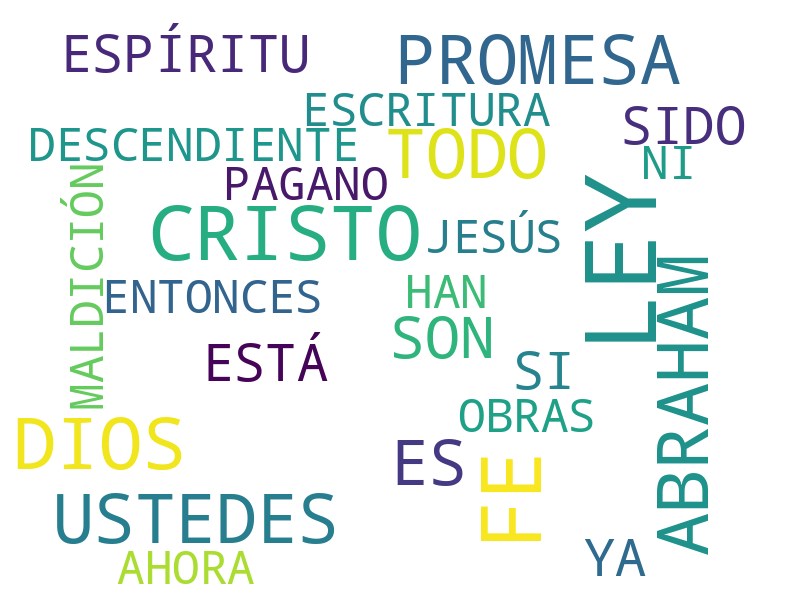 ESPÍRITU
PROMESA
ESCRITURA
SIDO
DESCENDIENTE
TODO
NI
PAGANO
MALDICIÓN
CRISTO
JESÚS
LEY
ENTONCES
HAN
ABRAHAM
SON
ESTÁ
SI
OBRAS
DIOS
ES
FE
USTEDES
YA
AHORA